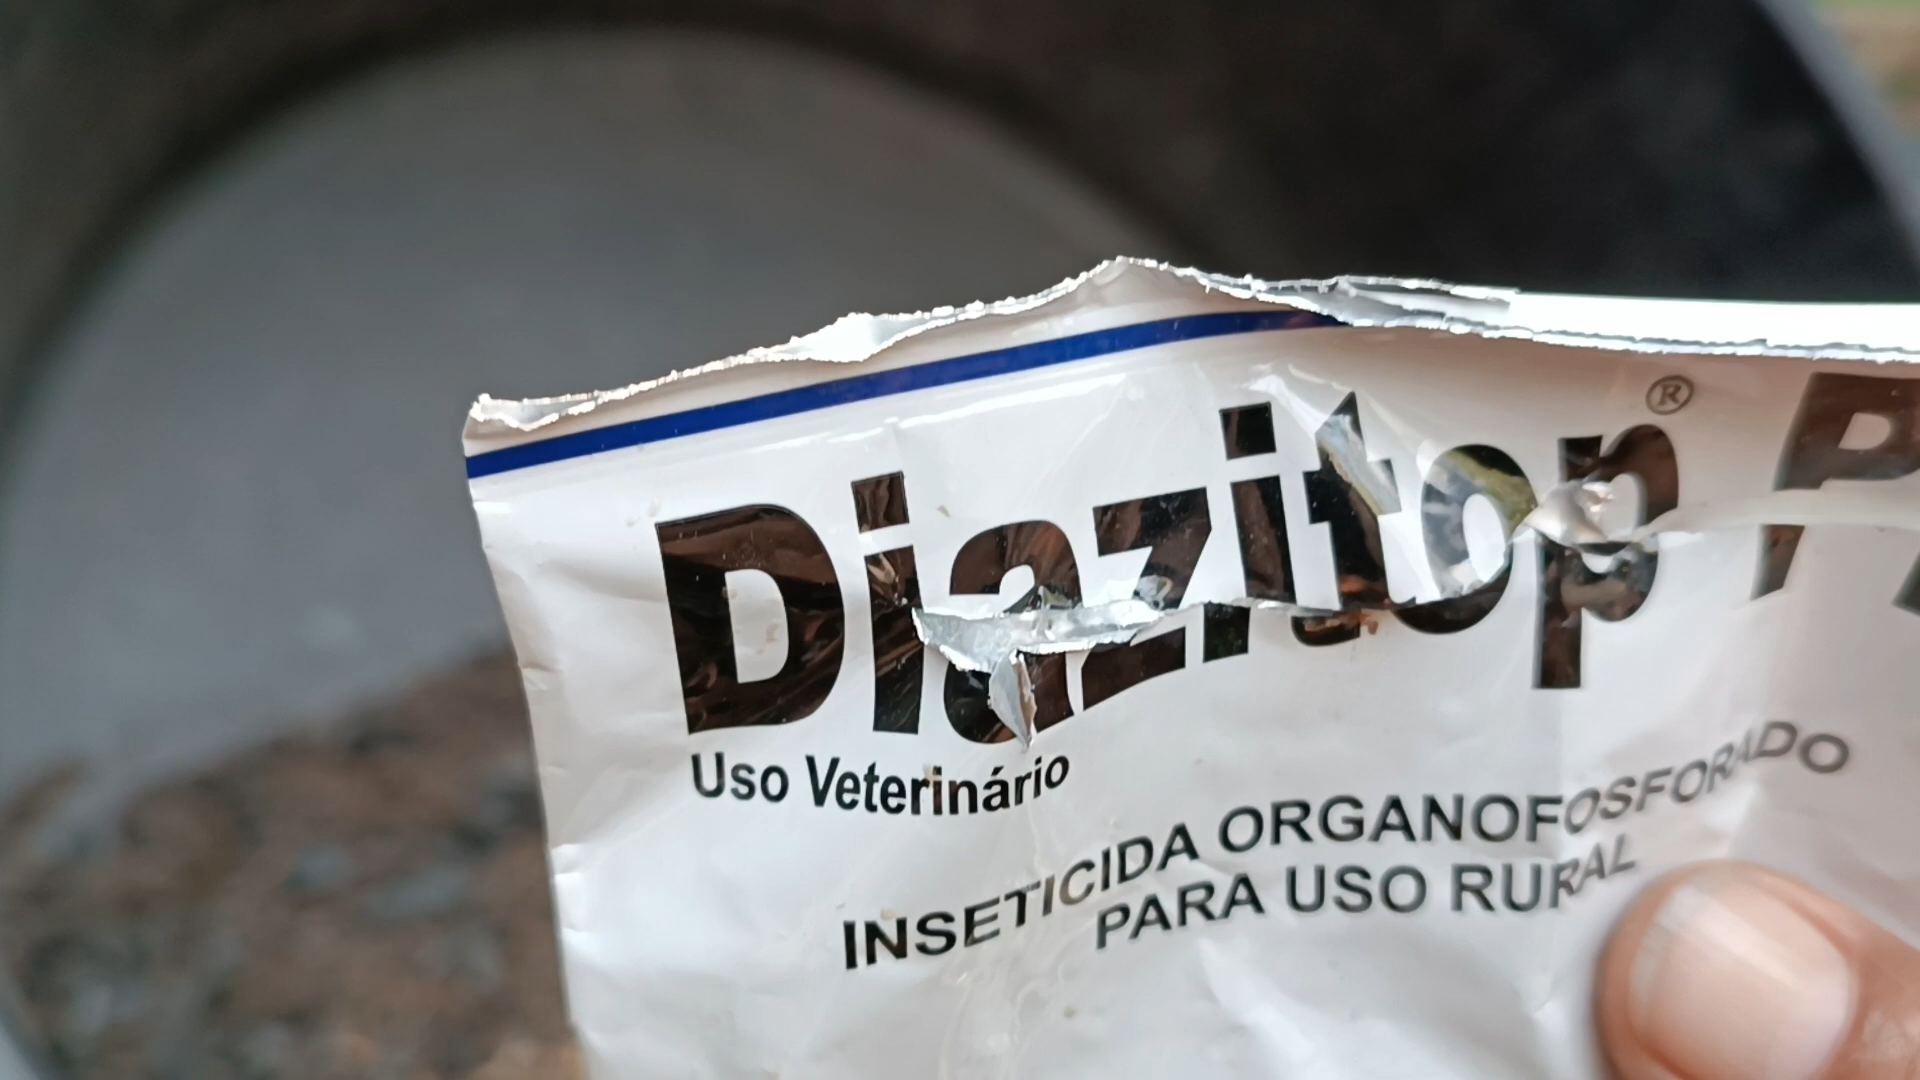 Diazitop®
Uso Veterinário
INSETICIDA ORGANOFOSFORADO
PARA USO RURAL